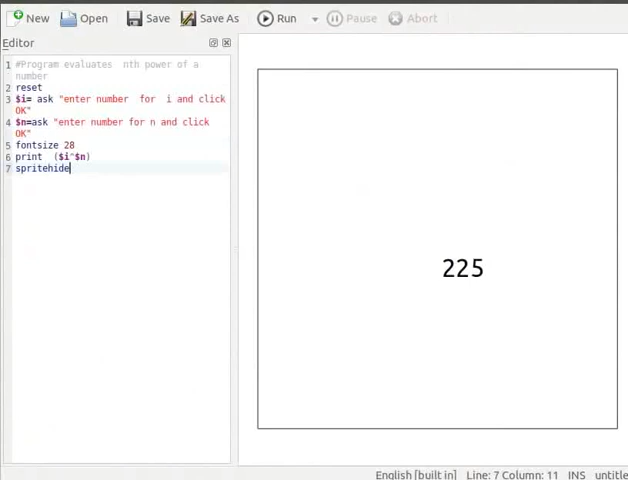 New Open Save Save As Run Pause Abort
Editor
1 #Program evaluates nth power of a
number
2 reset
3 $i= ask "enter number for i and click
OK"
4 $n=ask "enter number for n and click
OK"
5 fontsize 28
6 print ($i^$n)
7 spritehide
225
English [built in] Line: 7 Column: 11 INS untitle